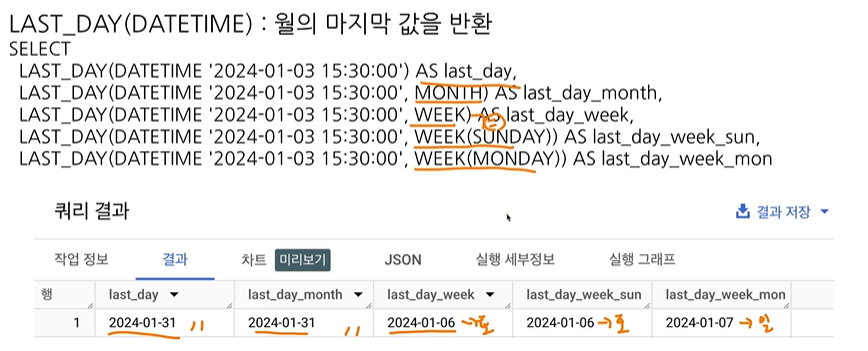 LAST_DAY(DATETIME) : 월의 마지막 값을 반환
SELECT
LAST_DAY(DATETIME '2024-01-03 15:30:00') AS last_day,
LAST_DAY(DATETIME '2024-01-03 15:30:00', MONTH) AS last_day_month,
LAST_DAY(DATETIME '2024-01-03 15:30:00', WEEK) AS last_day_week,
LAST_DAY(DATETIME '2024-01-03 15:30:00', WEEK(SUNDAY)) AS last_day_week_sun,
LAST_DAY(DATETIME '2024-01-03 15:30:00', WEEK(MONDAY)) AS last_day_week_mon
쿼리 결과 결과 저장
작업 정보 결과 차트 미리보기 JSON 실행 세부정보 실행 그래프
행 last_day last_day_month last_day_week last_day_week_sun last_day_week_mon
1 2024-01-31 〃 2024-01-31 〃 2024-01-06 →토 2024-01-06 →토 2024-01-07 →일